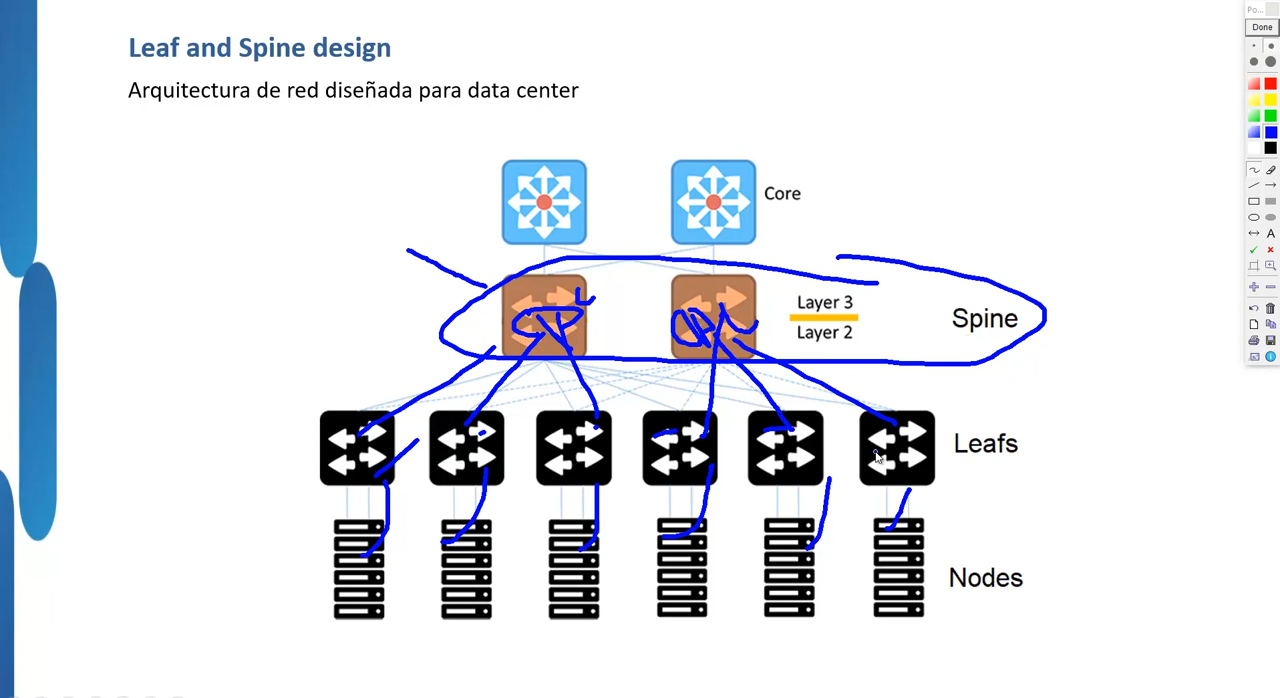 Leaf and Spine design
Arquitectura de red diseñada para data center
Core
Layer 3
Layer 2
Spine
Leafs
Nodes
Po...
Done
A